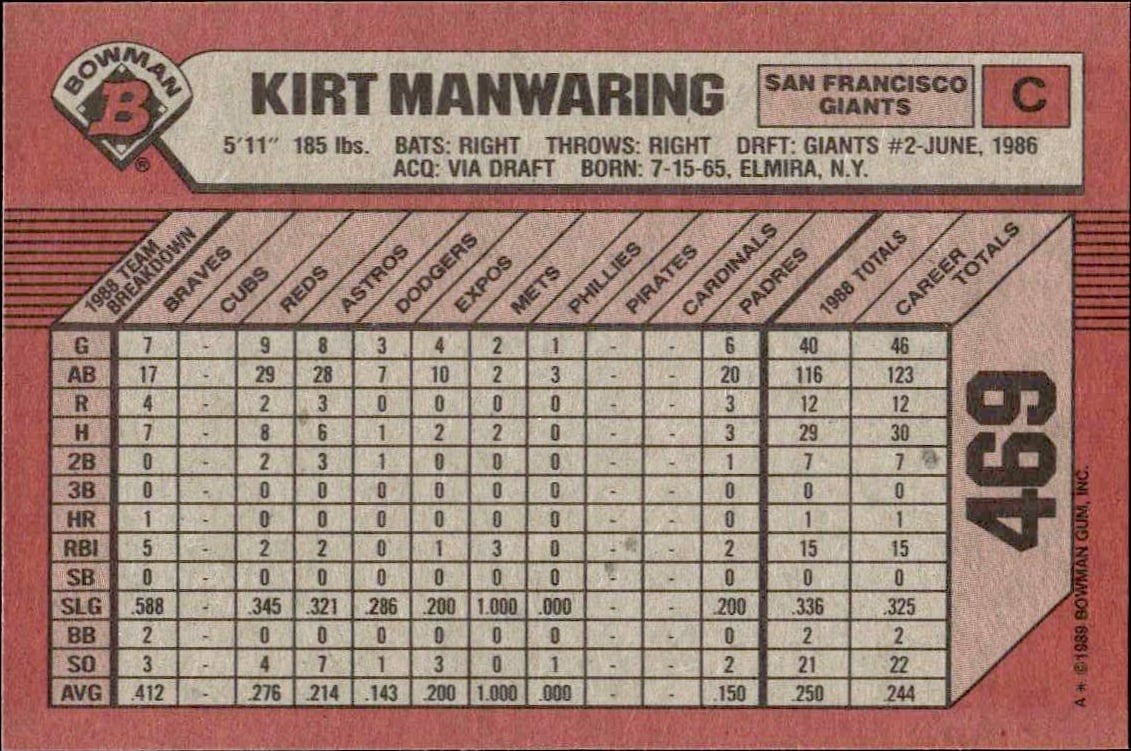 BOWMAN
B
®
KIRT MANWARING
SAN FRANCISCO
GIANTS
C
5'11" 185 lbs. BATS: RIGHT THROWS: RIGHT DRFT: GIANTS #2-JUNE, 1986
ACQ: VIA DRAFT BORN: 7-15-65, ELMIRA, N.Y.
1988 TEAM
BREAKDOWN
BRAVES
CUBS
REDS
ASTROS
DODGERS
EXPOS
METS
PHILLIES
PIRATES
CARDINALS
PADRES
1988 TOTALS
CAREER
TOTALS
G 7 - 9 8 3 4 2 1 - - 6 40 46
AB 17 - 29 28 7 10 2 3 - - 20 116 123
R 4 - 2 3 0 0 0 0 - - 3 12 12
H 7 - 8 6 1 2 2 0 - - 3 29 30
2B 0 - 2 3 1 0 0 0 - - 1 7 7
3B 0 - 0 0 0 0 0 0 - - 0 0 0
HR 1 - 0 0 0 0 0 0 - - 0 1 1
RBI 5 - 2 2 0 1 3 0 - - 2 15 15
SB 0 - 0 0 0 0 0 0 - - 0 0 0
SLG .588 - .345 .321 .286 .200 1.000 .000 - - .200 .336 .325
BB 2 - 0 0 0 0 0 0 - - 0 2 2
SO 3 - 4 7 1 3 0 1 - - 2 21 22
AVG .412 - .276 .214 .143 .200 1.000 .000 - - .150 .250 .244
469
A * ©1989 BOWMAN GUM, INC.